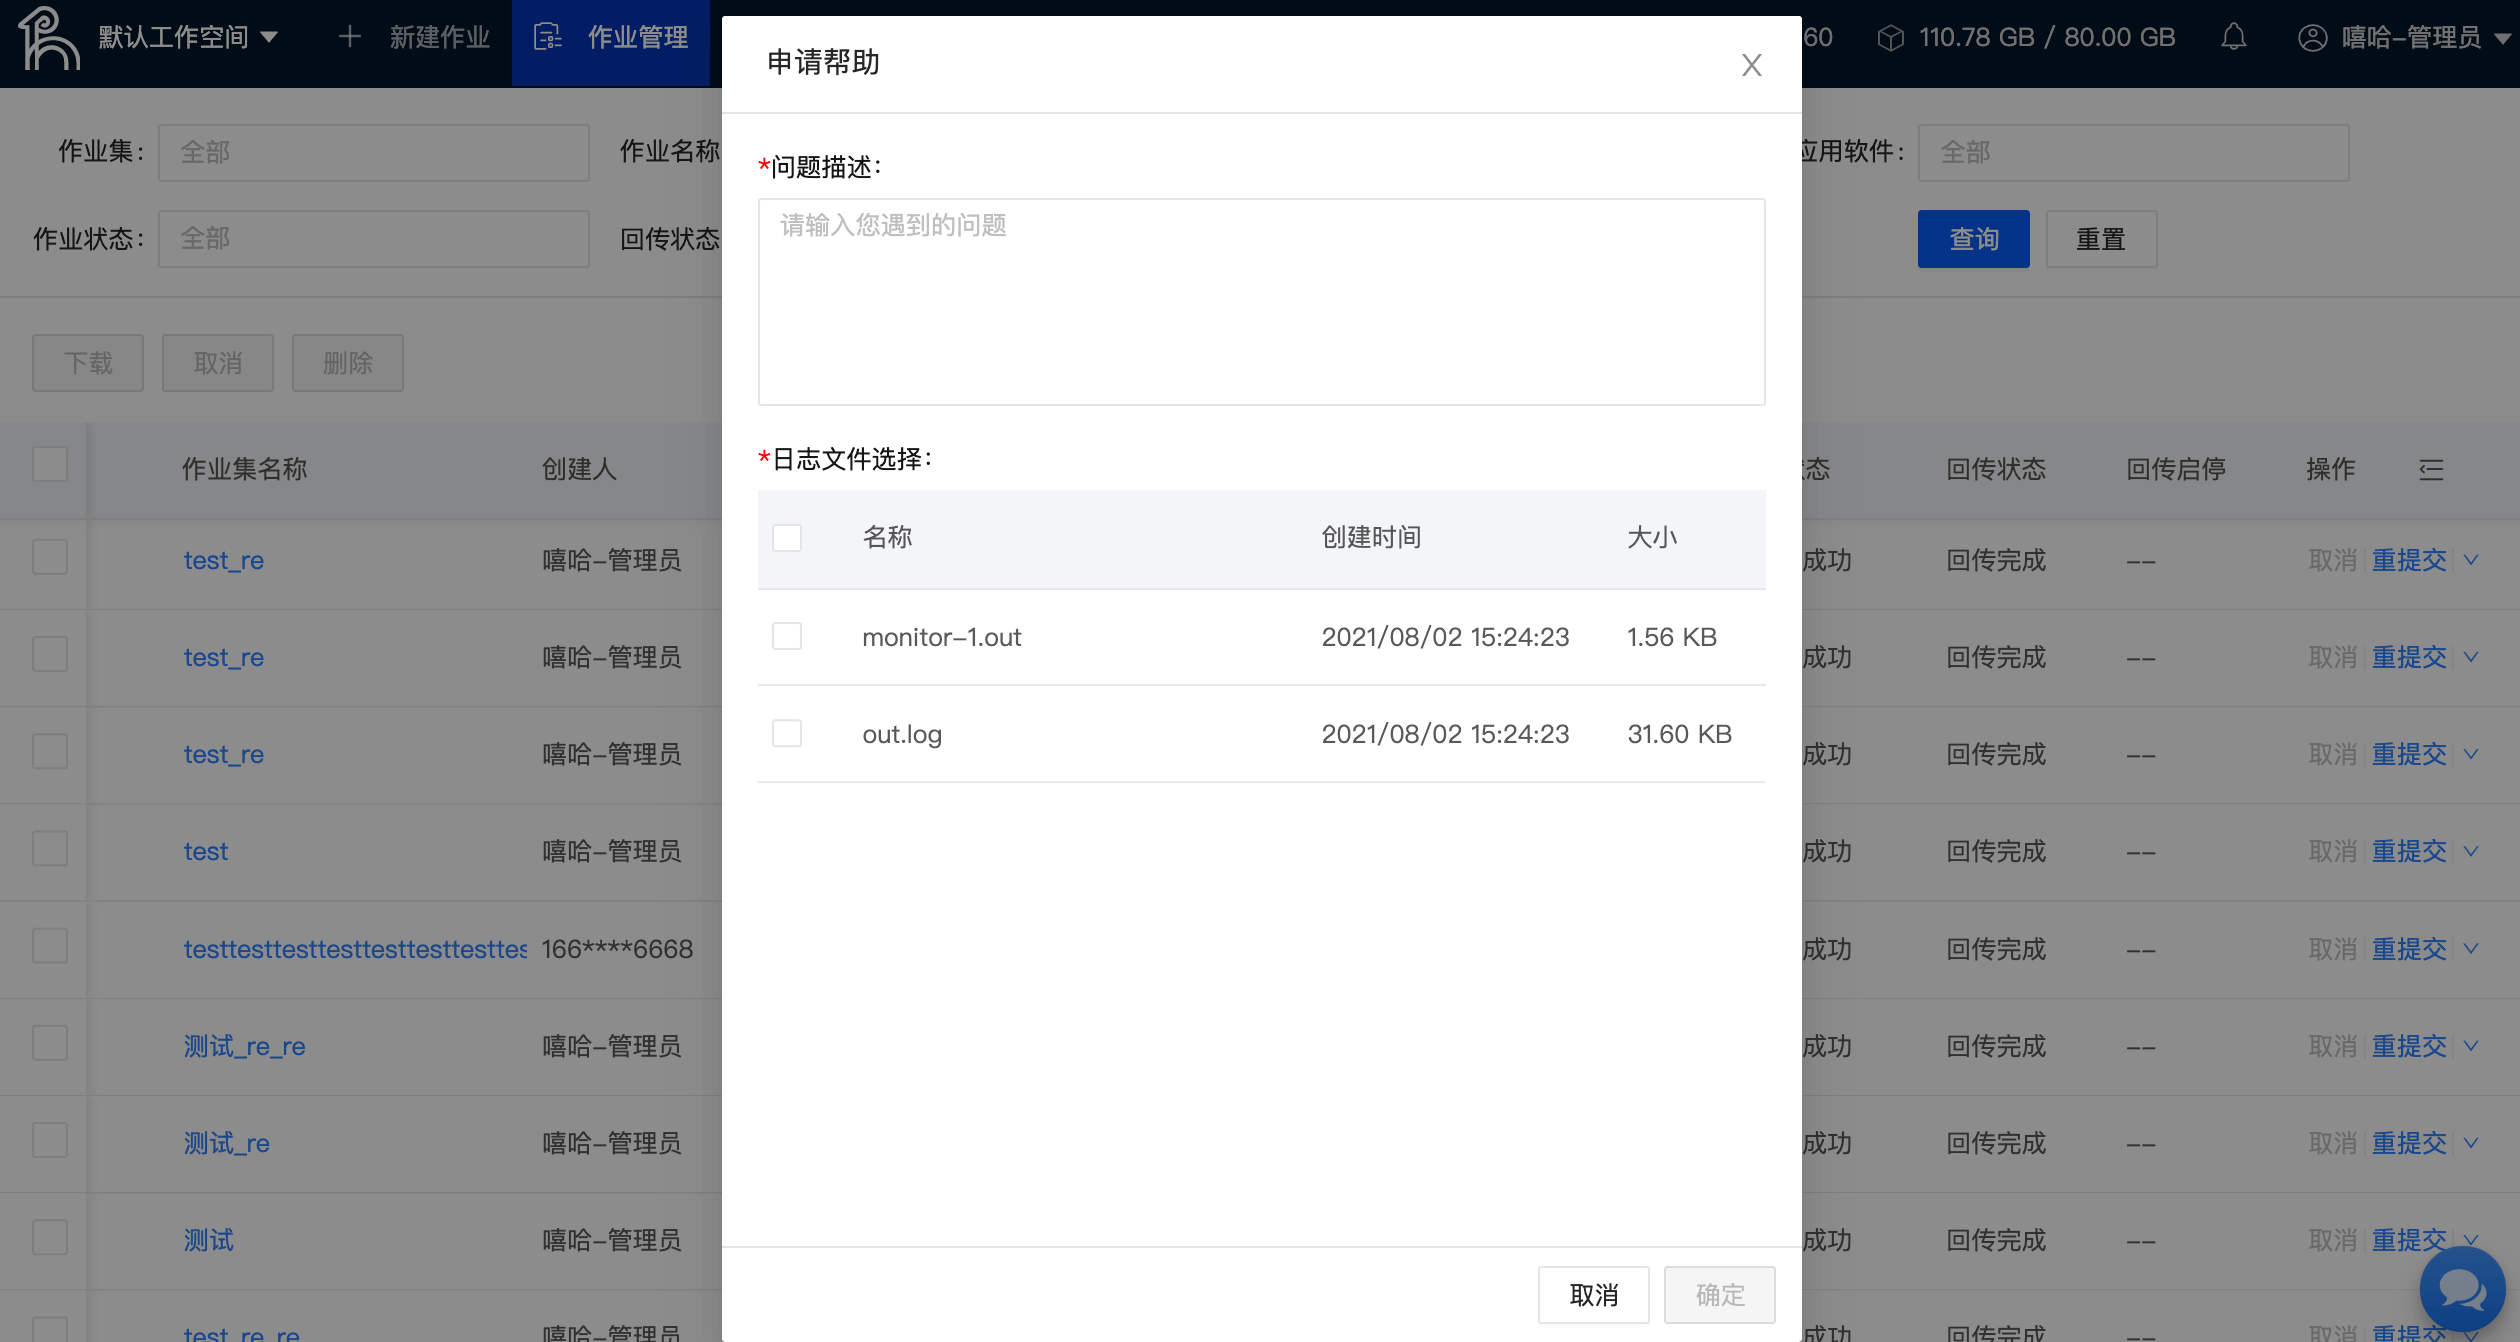 默认工作空间
新建作业
作业管理
60
110.78 GB / 80.00 GB
嘻哈-管理员
作业集:
全部
作业名称
应用软件:
全部
作业状态:
全部
回传状态
查询
重置
下载
取消
删除
作业集名称
创建人
态
回传状态
回传启停
操作
test_re
嘻哈-管理员
成功
回传完成
--
取消
重提交
test_re
嘻哈-管理员
成功
回传完成
--
取消
重提交
test_re
嘻哈-管理员
成功
回传完成
--
取消
重提交
test
嘻哈-管理员
成功
回传完成
--
取消
重提交
testtesttesttesttesttesttesttes
166****6668
成功
回传完成
--
取消
重提交
测试_re_re
嘻哈-管理员
成功
回传完成
--
取消
重提交
测试_re
嘻哈-管理员
成功
回传完成
--
取消
重提交
测试
嘻哈-管理员
成功
回传完成
--
取消
重提交
test_re_re
嘻哈-管理员
成功
回传完成
--
取消
重提交
申请帮助
X
*问题描述:
请输入您遇到的问题
*日志文件选择:
名称
创建时间
大小
monitor-1.out
2021/08/02 15:24:23
1.56 KB
out.log
2021/08/02 15:24:23
31.60 KB
取消
确定